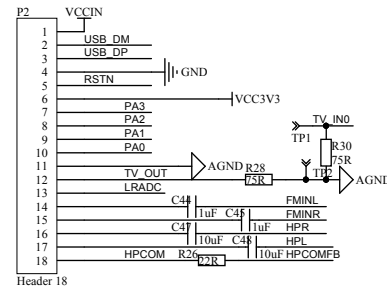 P2 VCCIN
1
2 USB_DM
3 USB_DP
4 GND
5 RSTN
6 VCC3V3
7 PA3
8 PA2 TV_IN0
9 PA1 TP1
10 PA0 R30
75R
11 AGND R28 TP2
12 TV_OUT 75R AGND
13 LRADC
14 C44 FMINL
15 1uF C45 FMINR
16 C47 1uF HPR
17 10uF C48 HPL
18 HPCOM R26 22R 10uF HPCOMFB
Header 18